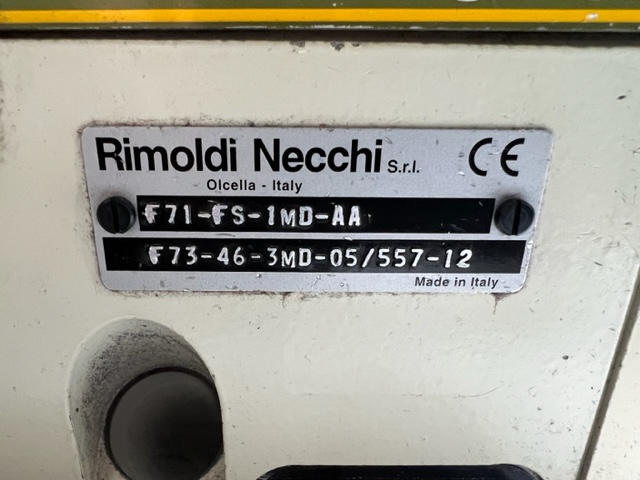 Rimoldi Necchi S.r.l. CE
Olcella - Italy
F71-FS-1MD-AA
F73-46-3MD-05/557-12
Made in Italy